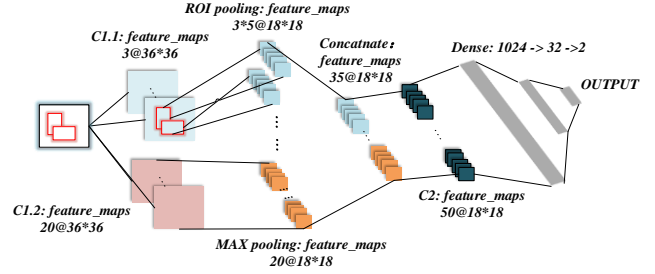 ROI pooling: feature_maps
3*5@18*18
C1.1: feature_maps
3@36*36
Concatnate:
feature_maps
35@18*18
Dense: 1024 -> 32 ->2
OUTPUT
C1.2: feature_maps
20@36*36
MAX pooling: feature_maps
20@18*18
C2: feature_maps
50@18*18